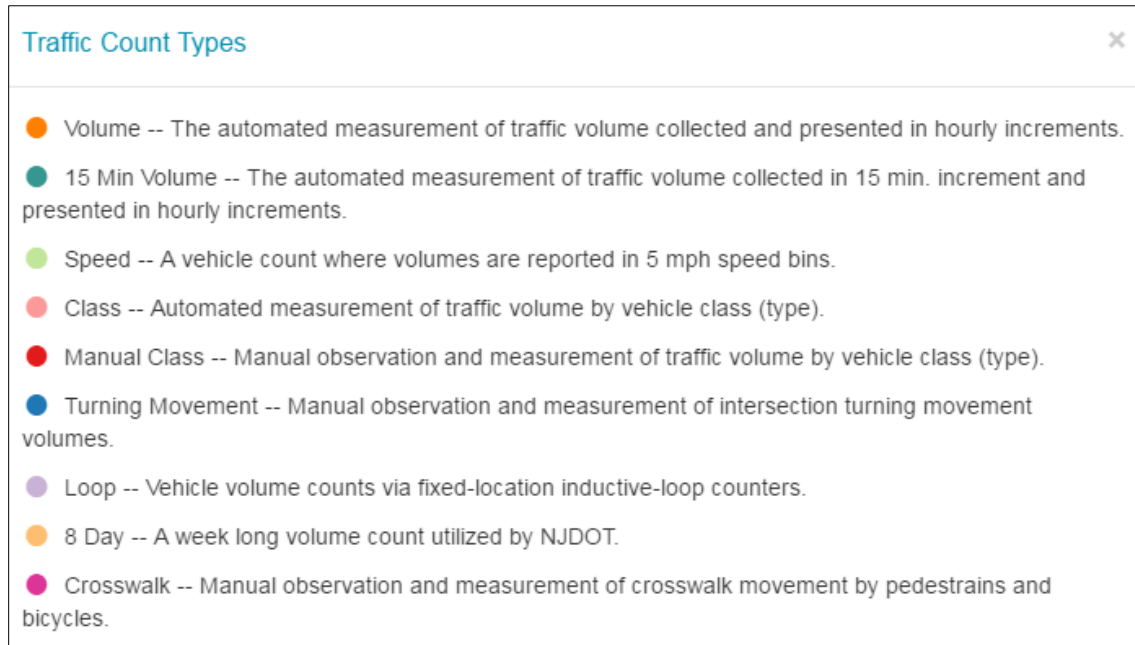 Traffic Count Types
×
Volume -- The automated measurement of traffic volume collected and presented in hourly increments.
15 Min Volume -- The automated measurement of traffic volume collected in 15 min. increment and
presented in hourly increments.
Speed -- A vehicle count where volumes are reported in 5 mph speed bins.
Class -- Automated measurement of traffic volume by vehicle class (type).
Manual Class -- Manual observation and measurement of traffic volume by vehicle class (type).
Turning Movement -- Manual observation and measurement of intersection turning movement
volumes.
Loop -- Vehicle volume counts via fixed-location inductive-loop counters.
8 Day -- A week long volume count utilized by NJDOT.
Crosswalk -- Manual observation and measurement of crosswalk movement by pedestrains and
bicycles.